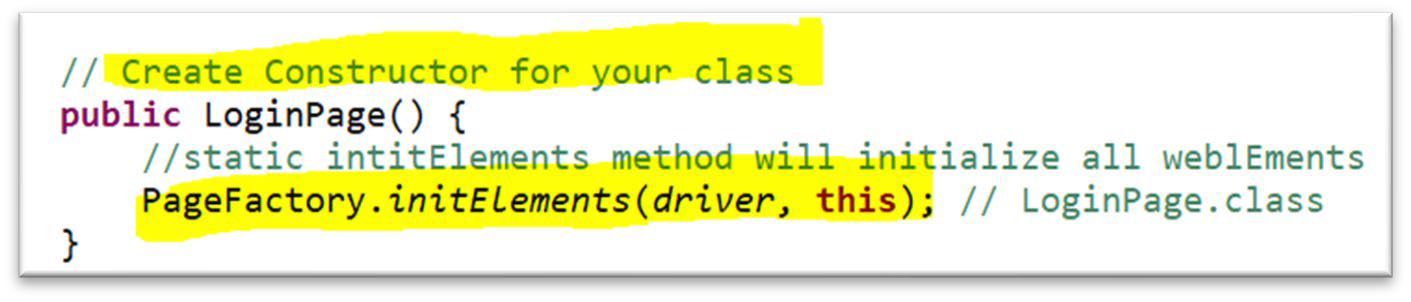 // Create Constructor for your class
public LoginPage() {
//static intitElements method will initialize all weblEments
PageFactory.initElements(driver, this); // LoginPage.class
}